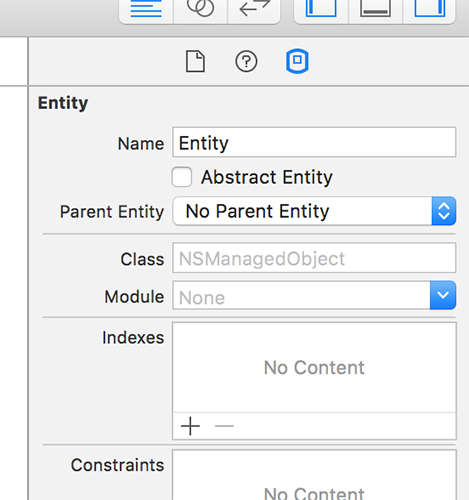 Entity
Name Entity
Abstract Entity
Parent Entity No Parent Entity
Class NSManagedObject
Module None
Indexes
No Content
Constraints
No Content